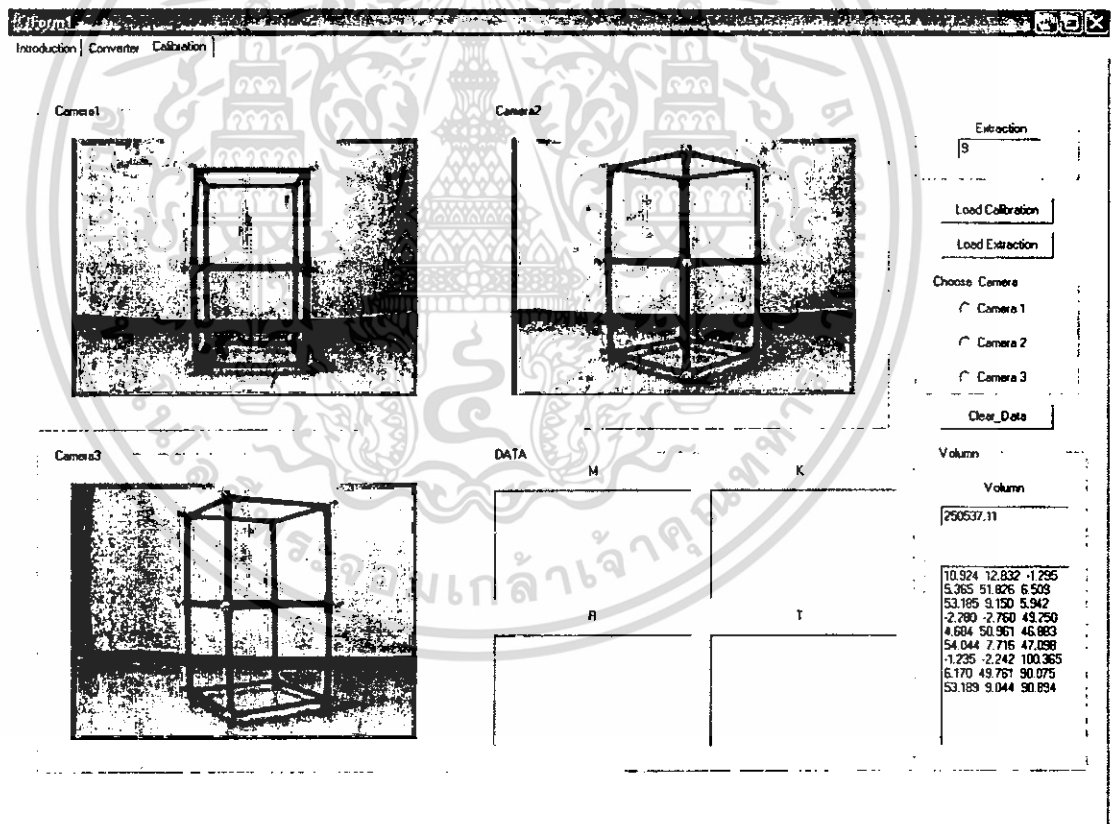 Form1
Introduction Converter Calibration
Camera1
Camera2
Extraction
9
Load Calibration
Load Extraction
Choose Camera
Camera 1
Camera 2
Camera 3
Clear_Data
Camera3
DATA
M
K
R
T
Volumn
Volumn
250537.11
10.924 12.832 -1.295
5.365 51.826 6.509
53.185 9.150 5.942
-2.280 -2.760 49.250
4.684 50.961 46.883
54.044 7.716 47.098
-1.235 -2.242 100.365
6.170 49.761 90.075
53.189 9.044 90.894